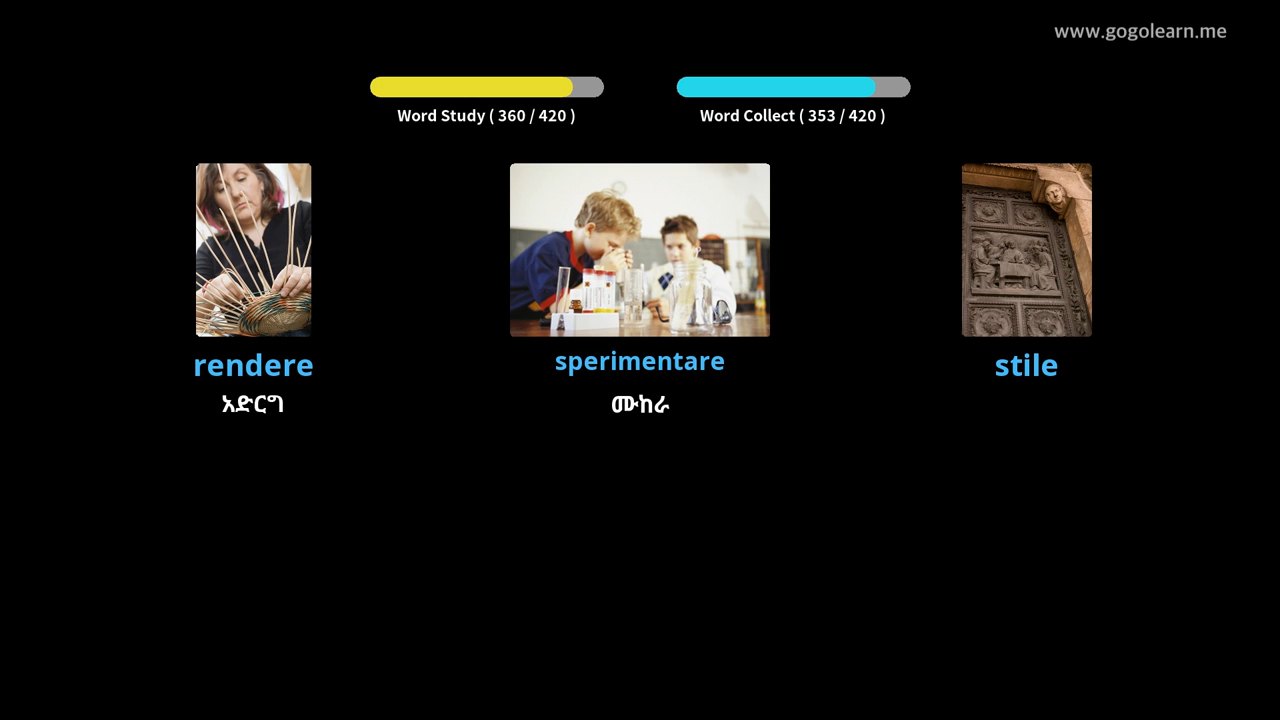 www.gogolearn.me
Word Study ( 360 / 420 )
Word Collect ( 353 / 420 )
rendere
አድርግ
sperimentare
ሙከራ
stile